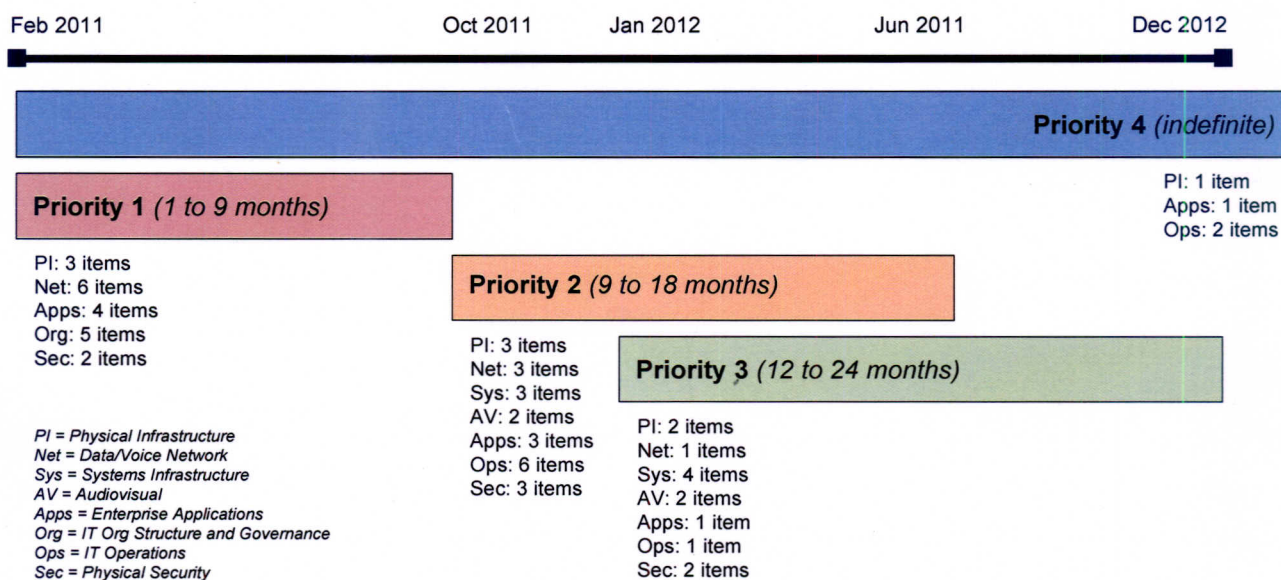 Feb 2011 Oct 2011 Jan 2012 Jun 2011 Dec 2012
Priority 4 (indefinite)
PI: 1 item
Apps: 1 item
Ops: 2 items
Priority 1 (1 to 9 months)
PI: 3 items
Net: 6 items
Apps: 4 items
Org: 5 items
Sec: 2 items
Priority 2 (9 to 18 months)
PI: 3 items
Net: 3 items
Sys: 3 items
AV: 2 items
Apps: 3 items
Ops: 6 items
Sec: 3 items
Priority 3 (12 to 24 months)
PI: 2 items
Net: 1 items
Sys: 4 items
AV: 2 items
Apps: 1 item
Ops: 1 item
Sec: 2 items
PI = Physical Infrastructure
Net = Data/Voice Network
Sys = Systems Infrastructure
AV = Audiovisual
Apps = Enterprise Applications
Org = IT Org Structure and Governance
Ops = IT Operations
Sec = Physical Security